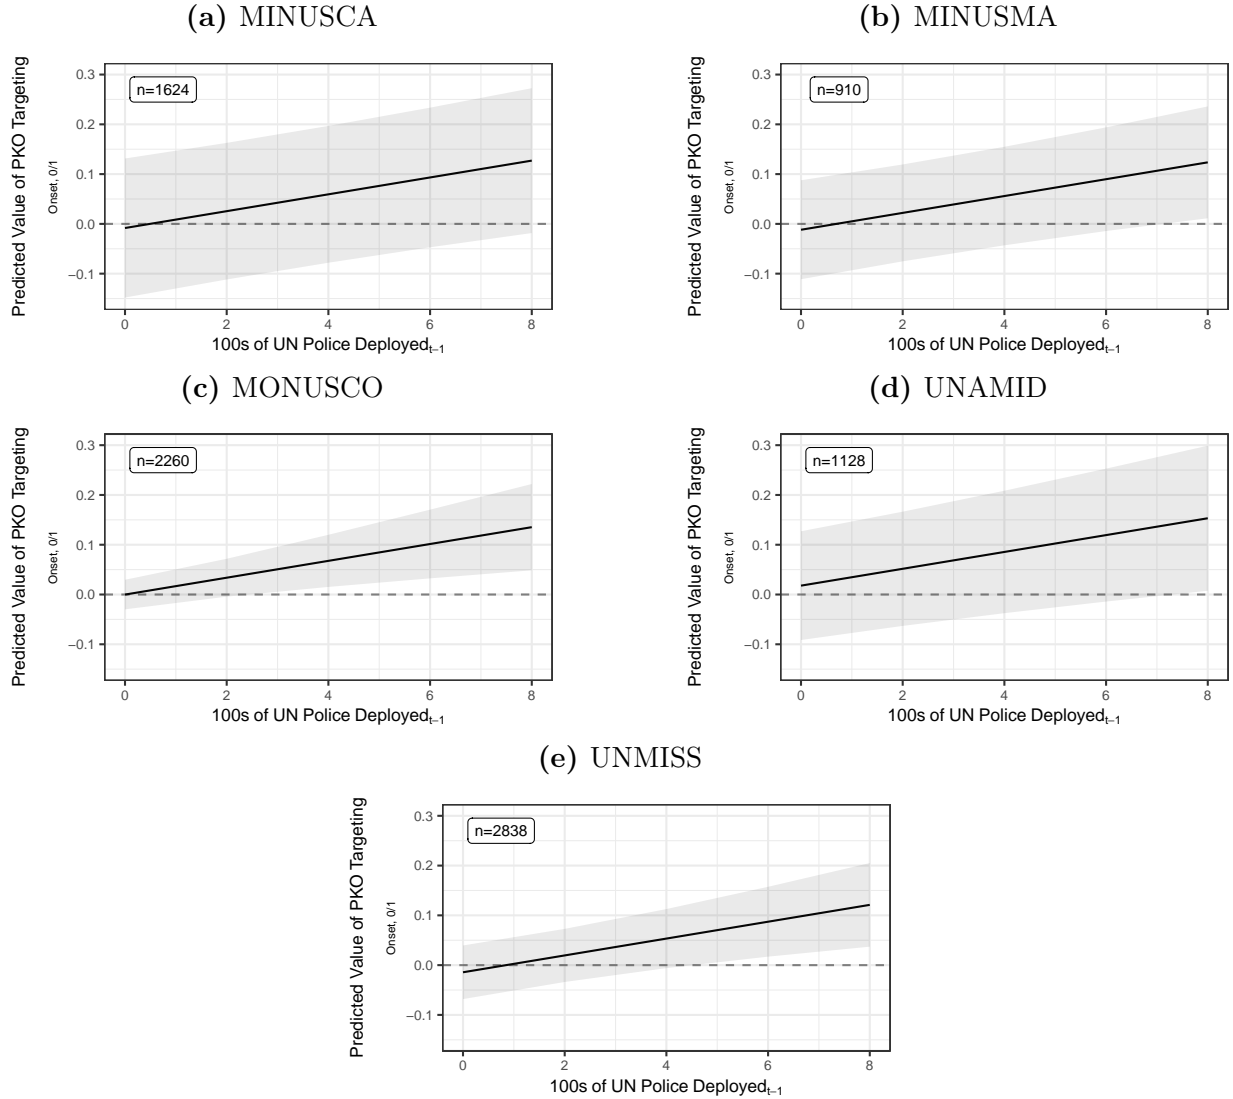 (a) MINUSCA
Predicted Value of PKO Targeting
Onset, 0/1
0.3
0.2
0.1
0.0
−0.1
n=1624
0 2 4 6 8
100s of UN Police Deployed t−1
(b) MINUSMA
Predicted Value of PKO Targeting
Onset, 0/1
0.3
0.2
0.1
0.0
−0.1
n=910
0 2 4 6 8
100s of UN Police Deployed t−1
(c) MONUSCO
Predicted Value of PKO Targeting
Onset, 0/1
0.3
0.2
0.1
0.0
−0.1
n=2260
0 2 4 6 8
100s of UN Police Deployed t−1
(d) UNAMID
Predicted Value of PKO Targeting
Onset, 0/1
0.3
0.2
0.1
0.0
−0.1
n=1128
0 2 4 6 8
100s of UN Police Deployed t−1
(e) UNMISS
Predicted Value of PKO Targeting
Onset, 0/1
0.3
0.2
0.1
0.0
−0.1
n=2838
0 2 4 6 8
100s of UN Police Deployed t−1